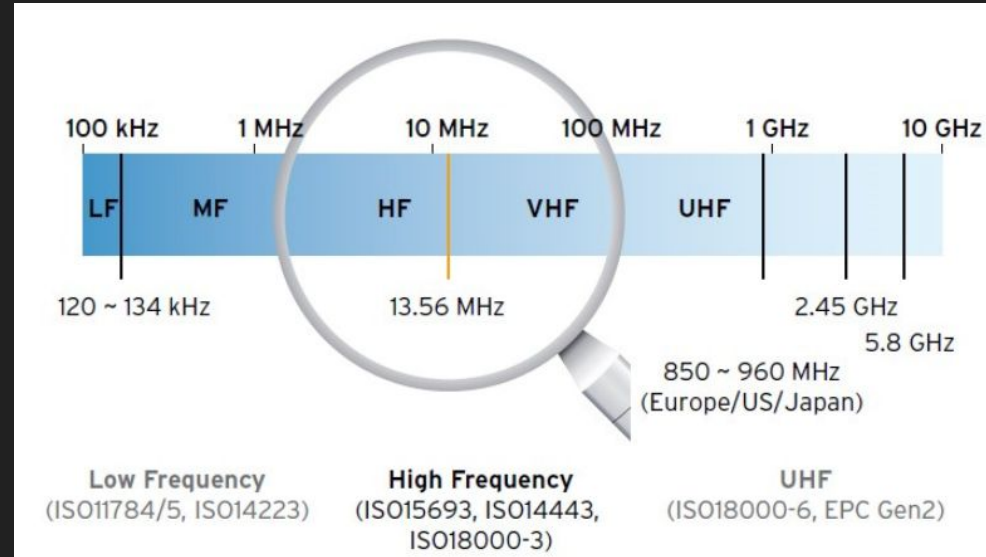 100 kHz 1 MHz 10 MHz 100 MHz 1 GHz 10 GHz
LF MF HF VHF UHF
120 ~ 134 kHz 13.56 MHz 2.45 GHz
5.8 GHz
850 ~ 960 MHz
(Europe/US/Japan)
Low Frequency
(ISO11784/5, ISO14223)
High Frequency
(ISO15693, ISO14443,
ISO18000-3)
UHF
(ISO18000-6, EPC Gen2)